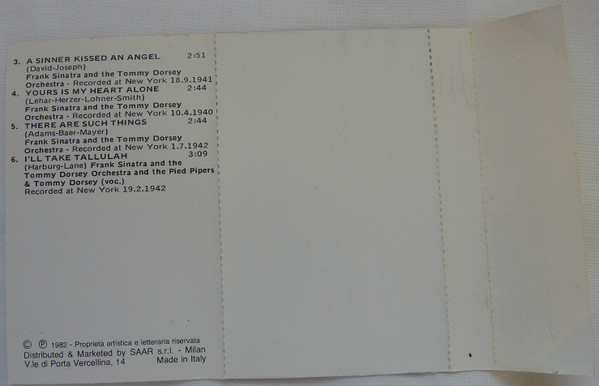 3. A SINNER KISSED AN ANGEL 2:51
(David-Joseph)
Frank Sinatra and the Tommy Dorsey
Orchestra - Recorded at New York 18.9.1941
4. YOURS IS MY HEART ALONE 2:44
(Lehar-Herzer-Lohner-Smith)
Frank Sinatra and the Tommy Dorsey
Orchestra - Recorded at New York 10.4.1940
5. THERE ARE SUCH THINGS 2:44
(Adams-Baer-Mayer)
Frank Sinatra and the Tommy Dorsey
Orchestra - Recorded at New York 1.7.1942
6. I'LL TAKE TALLULAH 3:09
(Harburg-Lane) Frank Sinatra and the
Tommy Dorsey Orchestra and the Pied Pipers
& Tommy Dorsey (voc.)
Recorded at New York 19.2.1942
© ℗ 1982 - Proprietà artistica e letteraria riservata
Distributed & Marketed by SAAR s.r.l. - Milan
V.le di Porta Vercellina, 14 Made in Italy